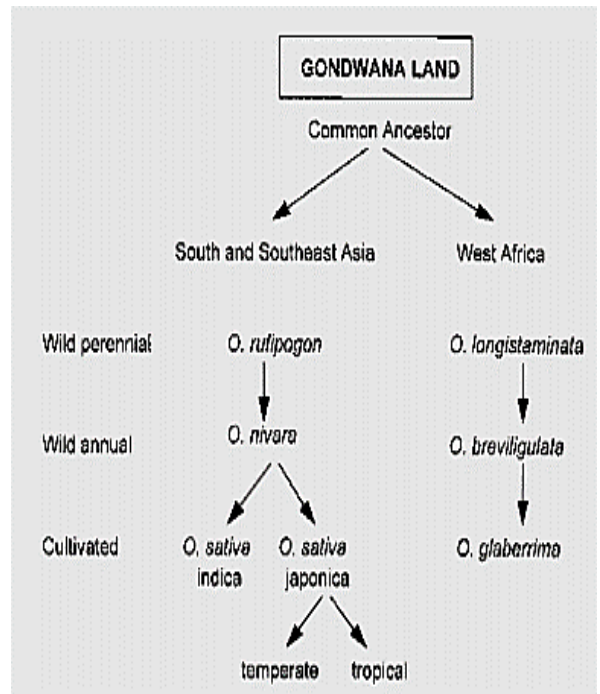 GONDWANA LAND
Common Ancestor
South and Southeast Asia West Africa
Wild perennial O. rufipogon O. longistaminata
Wild annual O. nivara O. breviligulata
Cultivated O. sativa O. sativa O. glaberrima
indica japonica
temperate tropical